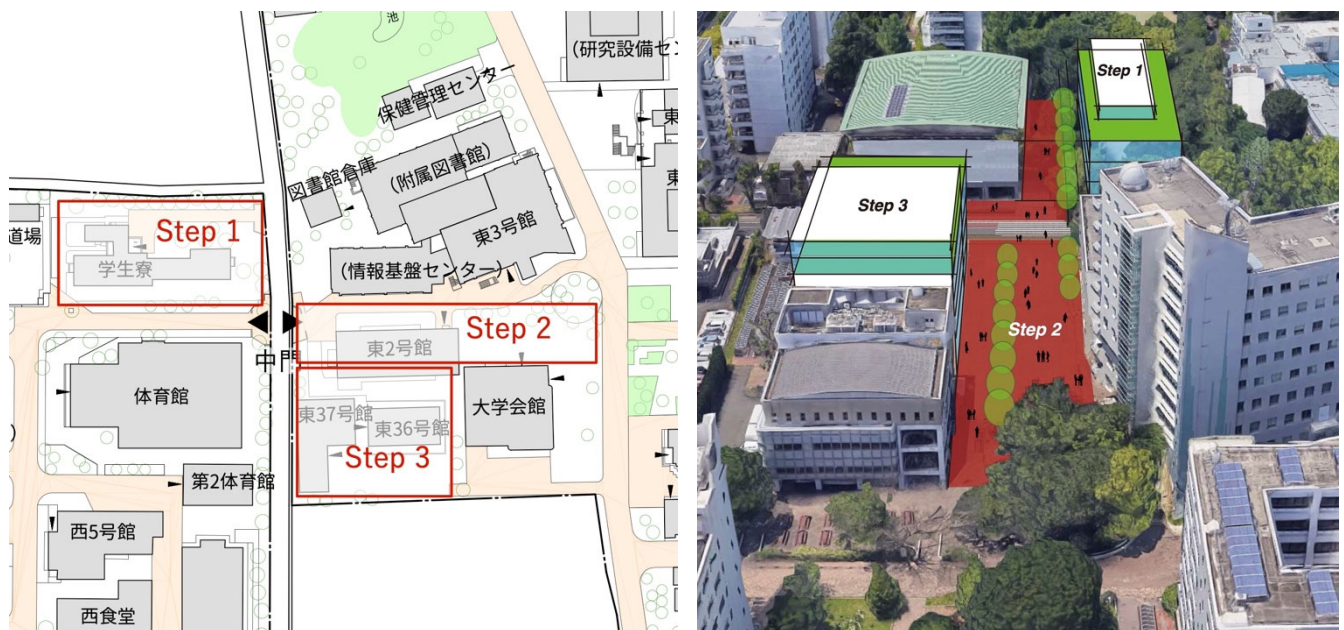 池
(研究設備セン
保健管理センター
東
東
図書館倉庫
(附属図書館)
東3号館
(情報基盤センター)
道場
Step 1
学生寮
Step 2
東2号館
中門
体育館
大学会館
東37号館
東36号館
Step 3
第2体育館
西5号館
西食堂
)
Step 1
Step 3
Step 2